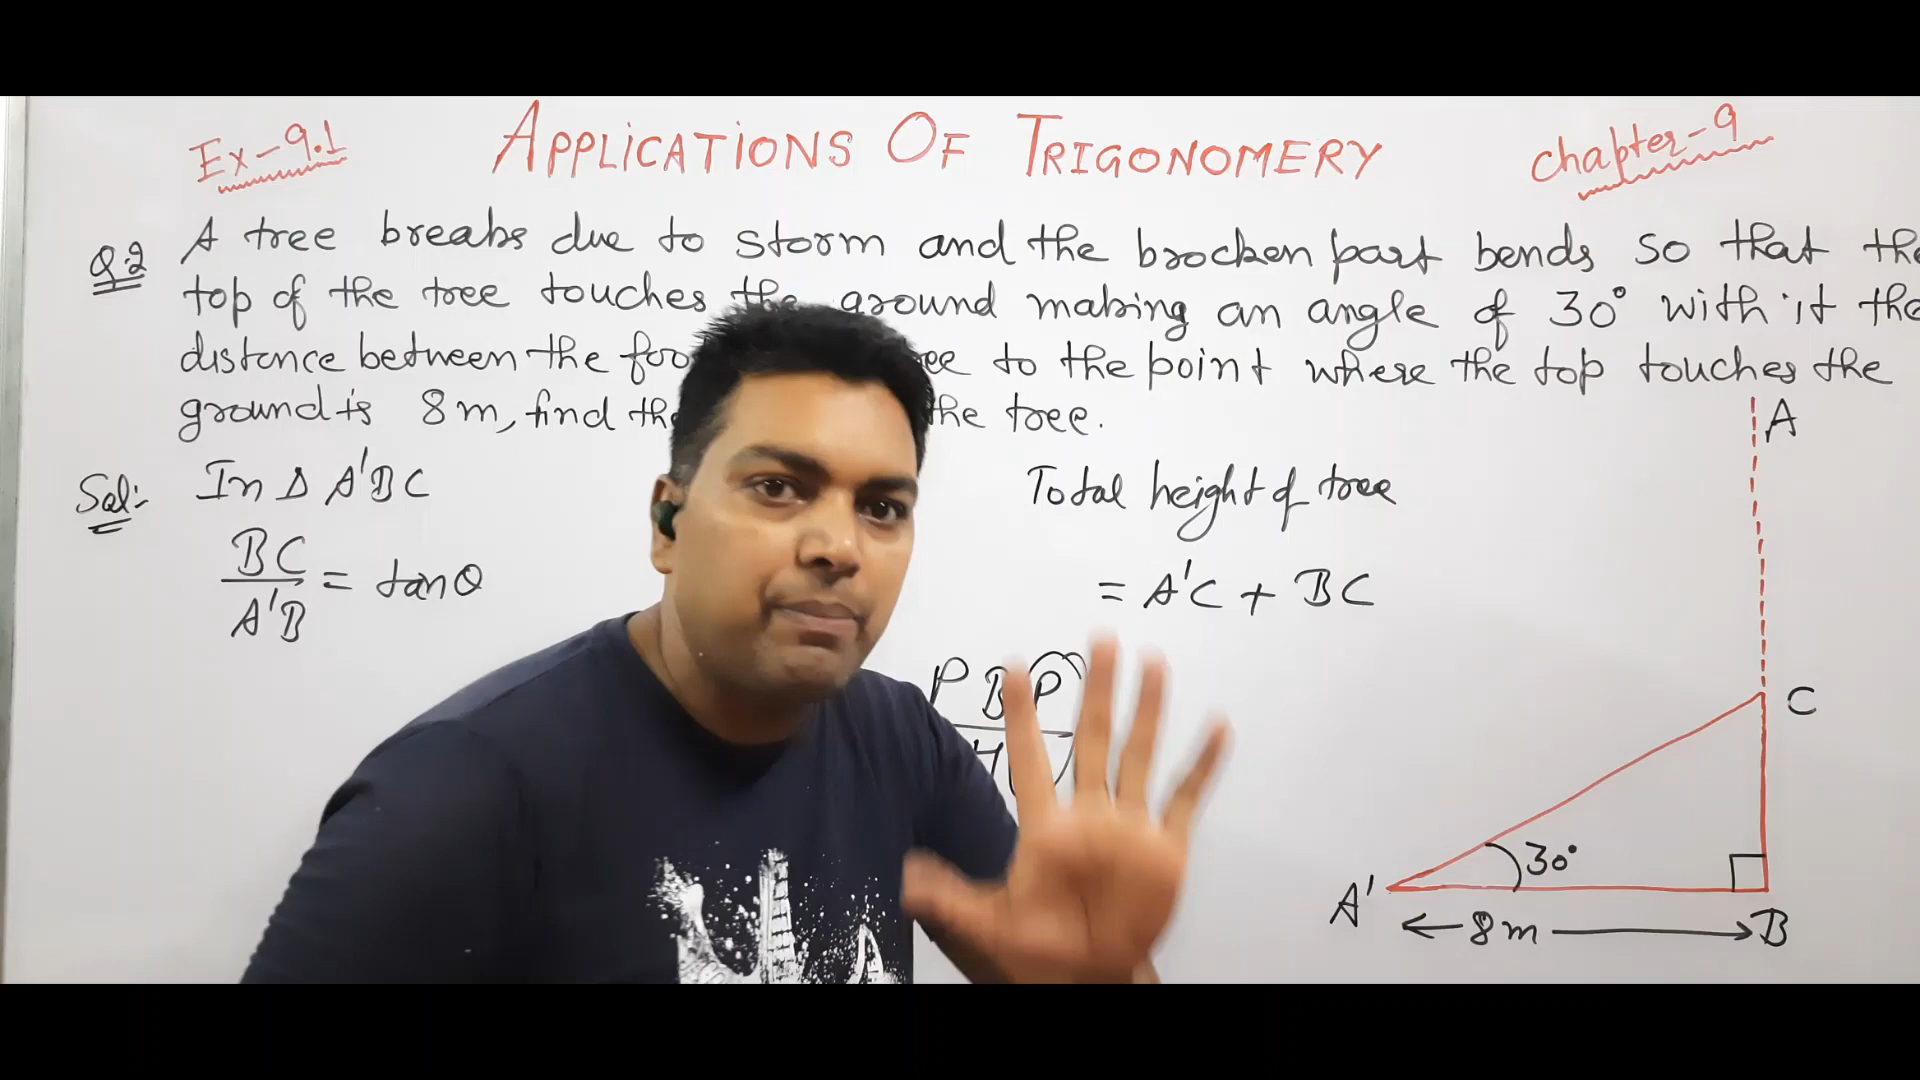 Ex-9.1
APPLICATIONS OF TRIGONOMERY
Chapter-9
Q.2 A tree breaks due to storm and the brocken part bends so that the
top of the tree touches the ground making an angle of 30° with it the
distance between the ee to the point where the top touches the
ground is 8m, find the tree.
Sol:- In Δ A'BC
BC/A'B = tanθ
Total height of tree
= A'C + BC
P B P
H
A
C
30°
A'
8m
B